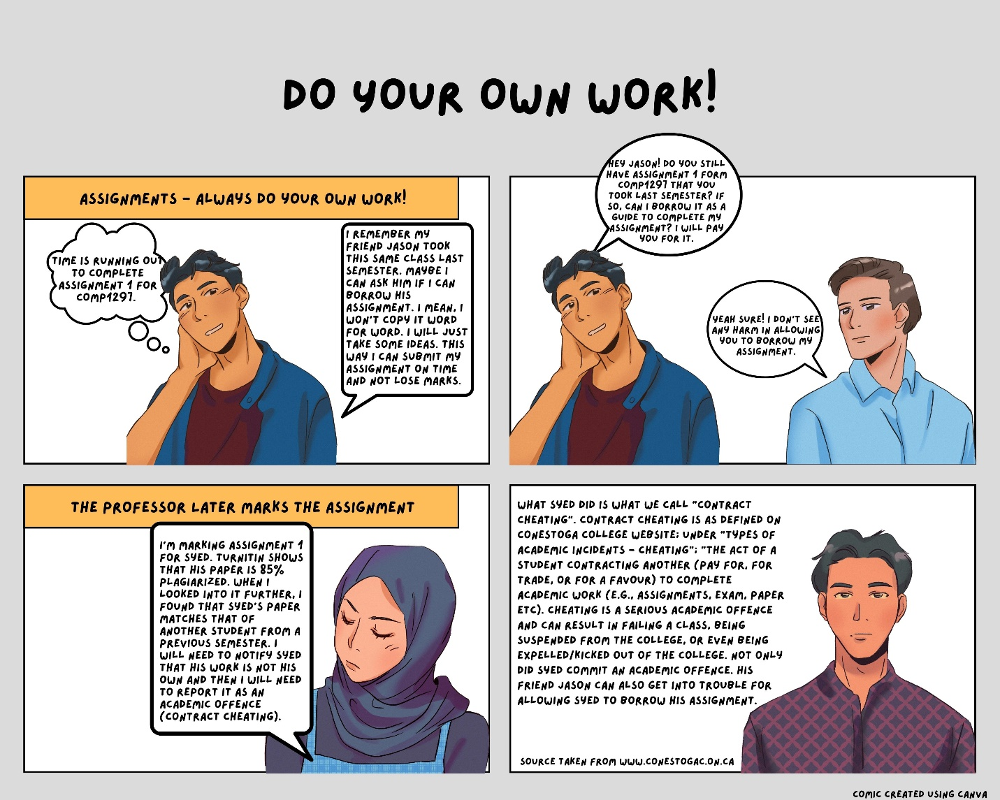 DO YOUR OWN WORK!
ASSIGNMENTS - ALWAYS DO YOUR OWN WORK!
TIME IS RUNNING OUT
TO COMPLETE
ASSIGNMENT 1 FOR
COMP1297.
I REMEMBER MY
FRIEND JASON TOOK
THIS SAME CLASS LAST
SEMESTER. MAYBE I
CAN ASK HIM IF I CAN
BORROW HIS
ASSIGNMENT. I MEAN, I
WON'T COPY IT WORD
FOR WORD. I WILL JUST
TAKE SOME IDEAS. THIS
WAY I CAN SUBMIT MY
ASSIGNMENT ON TIME
AND NOT LOSE MARKS.
HEY JASON! DO YOU STILL
HAVE ASSIGNMENT 1 FORM
COMP1297 THAT YOU
TOOK LAST SEMESTER? IF
SO, CAN I BORROW IT AS A
GUIDE TO COMPLETE MY
ASSIGNMENT? I WILL PAY
YOU FOR IT.
YEAH SURE! I DON'T SEE
ANY HARM IN ALLOWING
YOU TO BORROW MY
ASSIGNMENT.
THE PROFESSOR LATER MARKS THE ASSIGNMENT
I'M MARKING ASSIGNMENT 1
FOR SYED. TURNITIN SHOWS
THAT HIS PAPER IS 85%
PLAGIARIZED. WHEN I
LOOKED INTO IT FURTHER, I
FOUND THAT SYED'S PAPER
MATCHES THAT OF
ANOTHER STUDENT FROM A
PREVIOUS SEMESTER. I
WILL NEED TO NOTIFY SYED
THAT HIS WORK IS NOT HIS
OWN AND THEN I WILL NEED
TO REPORT IT AS AN
ACADEMIC OFFENCE
(CONTRACT CHEATING).
WHAT SYED DID IS WHAT WE CALL "CONTRACT
CHEATING". CONTRACT CHEATING IS AS DEFINED ON
CONESTOGA COLLEGE WEBSITE; UNDER "TYPES OF
ACADEMIC INCIDENTS - CHEATING"; "THE ACT OF A
STUDENT CONTRACTING ANOTHER (PAY FOR, FOR
TRADE, OR FOR A FAVOUR) TO COMPLETE
ACADEMIC WORK (E.G., ASSIGNMENTS, EXAM, PAPER
ETC). CHEATING IS A SERIOUS ACADEMIC OFFENCE
AND CAN RESULT IN FAILING A CLASS, BEING
SUSPENDED FROM THE COLLEGE, OR EVEN BEING
EXPELLED/KICKED OUT OF THE COLLEGE. NOT ONLY
DID SYED COMMIT AN ACADEMIC OFFENCE. HIS
FRIEND JASON CAN ALSO GET INTO TROUBLE FOR
ALLOWING SYED TO BORROW HIS ASSIGNMENT.
SOURCE TAKEN FROM WWW.CONESTOGAC.ON.CA
COMIC CREATED USING CANVA